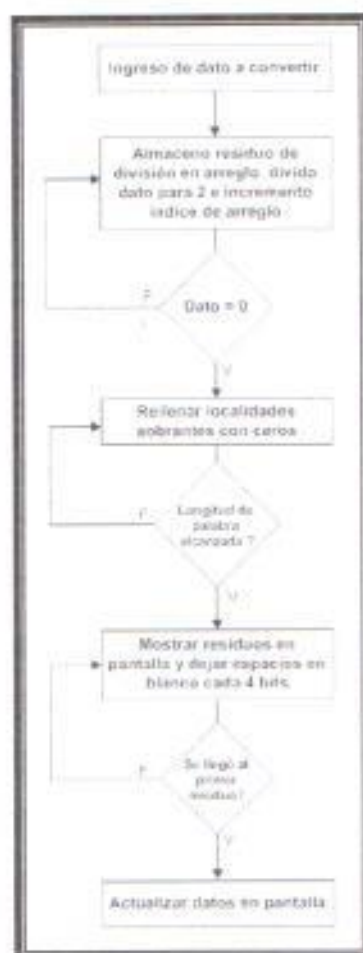 Ingreso de dato a convertir
Almaceno residuo de
división en arreglo, divido
dato para 2 e incremento
índice de arreglo
F
Dato = 0
V
Rellenar localidades
sobrantes con ceros
F
Longitud de
palabra
alcanzada ?
V
Mostrar residuos en
pantalla y dejar espacios en
blanco cada 4 bits.
F
Se llegó al
primer
residuo?
V
Actualizar datos en pantalla